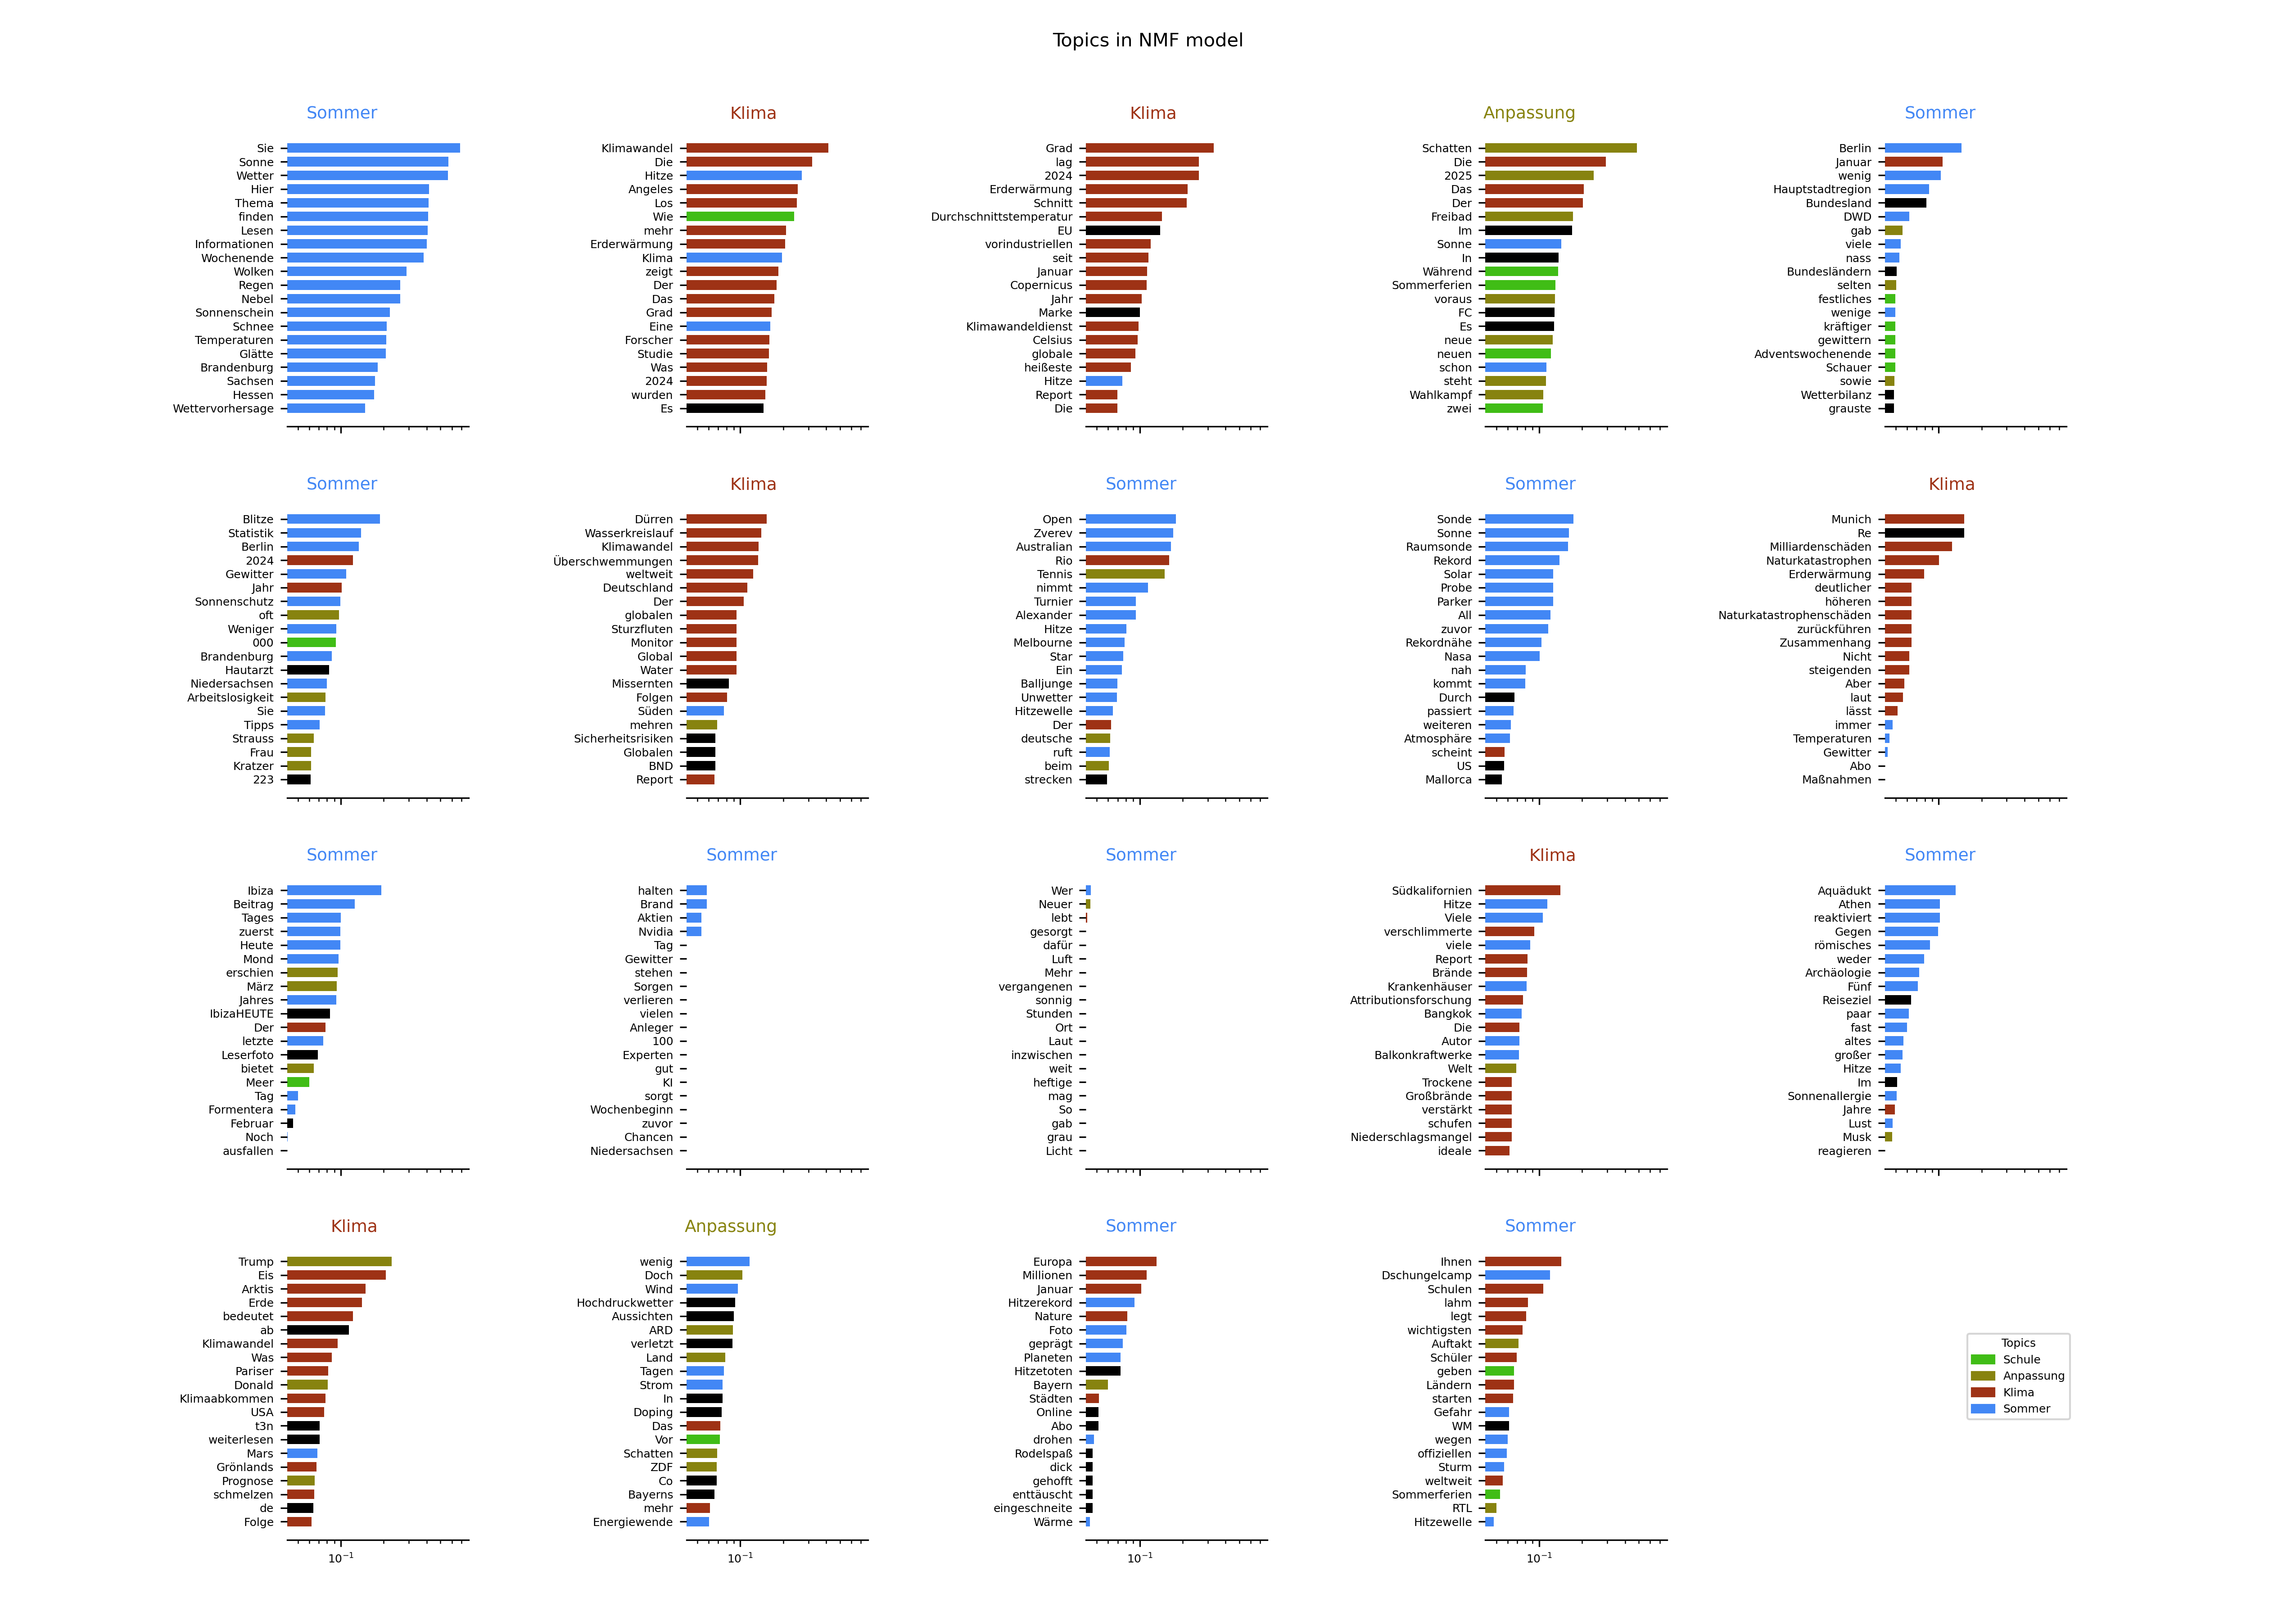 Topics in NMF model
Sommer
Sie
Sonne
Wetter
Hier
Thema
finden
Lesen
Informationen
Wochenende
Wolken
Regen
Nebel
Sonnenschein
Schnee
Temperaturen
Glätte
Brandenburg
Sachsen
Hessen
Wettervorhersage
Klima
Klimawandel
Die
Hitze
Angeles
Los
Wie
mehr
Erderwärmung
Klima
zeigt
Der
Das
Grad
Eine
Forscher
Studie
Was
2024
wurden
Es
Klima
Grad
lag
2024
Erderwärmung
Schnitt
Durchschnittstemperatur
EU
vorindustriellen
seit
Januar
Copernicus
Jahr
Marke
Klimawandeldienst
Celsius
globale
heißeste
Hitze
Report
Die
Anpassung
Schatten
Die
2025
Das
Der
Freibad
Im
Sonne
In
Während
Sommerferien
voraus
FC
Es
neue
neuen
schon
steht
Wahlkampf
zwei
Sommer
Berlin
Januar
wenig
Hauptstadtregion
Bundesland
DWD
gab
viele
nass
Bundesländern
selten
festliches
wenige
kräftiger
gewittern
Adventswochenende
Schauer
sowie
Wetterbilanz
grauste
Sommer
Blitze
Statistik
Berlin
2024
Gewitter
Jahr
Sonnenschutz
oft
Weniger
000
Brandenburg
Hautarzt
Niedersachsen
Arbeitslosigkeit
Sie
Tipps
Strauss
Frau
Kratzer
223
Klima
Dürren
Wasserkreislauf
Klimawandel
Überschwemmungen
weltweit
Deutschland
Der
globalen
Sturzfluten
Monitor
Global
Water
Missernten
Folgen
Süden
mehren
Sicherheitsrisiken
Globalen
BND
Report
Sommer
Open
Zverev
Australian
Rio
Tennis
nimmt
Turnier
Alexander
Hitze
Melbourne
Star
Ein
Balljunge
Unwetter
Hitzewelle
Der
deutsche
ruft
beim
strecken
Sommer
Sonde
Sonne
Raumsonde
Rekord
Solar
Probe
Parker
All
zuvor
Rekordnähe
Nasa
nah
kommt
Durch
passiert
weiteren
Atmosphäre
scheint
US
Mallorca
Klima
Munich
Re
Milliardenschäden
Naturkatastrophen
Erderwärmung
deutlicher
höheren
Naturkatastrophenschäden
zurückführen
Zusammenhang
Nicht
steigenden
Aber
laut
lässt
immer
Temperaturen
Gewitter
Abo
Maßnahmen
Sommer
Ibiza
Beitrag
Tages
zuerst
Heute
Mond
erschien
März
Jahres
IbizaHEUTE
Der
letzte
Leserfoto
bietet
Meer
Tag
Formentera
Februar
Noch
ausfallen
Sommer
halten
Brand
Aktien
Nvidia
Tag
Gewitter
stehen
Sorgen
verlieren
vielen
Anleger
100
Experten
gut
KI
sorgt
Wochenbeginn
zuvor
Chancen
Niedersachsen
Sommer
Wer
Neuer
lebt
gesorgt
dafür
Luft
Mehr
vergangenen
sonnig
Stunden
Ort
Laut
inzwischen
weit
heftige
mag
So
gab
grau
Licht
Klima
Südkalifornien
Hitze
Viele
verschlimmerte
viele
Report
Brände
Krankenhäuser
Attributionsforschung
Bangkok
Die
Autor
Balkonkraftwerke
Welt
Trockene
Großbrände
verstärkt
schufen
Niederschlagsmangel
ideale
Sommer
Aquädukt
Athen
reaktiviert
Gegen
römisches
weder
Archäologie
Fünf
Reiseziel
paar
fast
altes
großer
Hitze
Im
Sonnenallergie
Jahre
Lust
Musk
reagieren
Klima
Trump
Eis
Arktis
Erde
bedeutet
ab
Klimawandel
Was
Pariser
Donald
Klimaabkommen
USA
t3n
weiterlesen
Mars
Grönlands
Prognose
schmelzen
de
Folge
10⁻¹
Anpassung
wenig
Doch
Wind
Hochdruckwetter
Aussichten
ARD
verletzt
Land
Tagen
Strom
In
Doping
Das
Vor
Schatten
ZDF
Co
Bayerns
mehr
Energiewende
10⁻¹
Sommer
Europa
Millionen
Januar
Hitzerekord
Nature
Foto
geprägt
Planeten
Hitzetoten
Bayern
Städten
Online
Abo
drohen
Rodelspaß
dick
gehofft
enttäuscht
eingeschneite
Wärme
10⁻¹
Sommer
Ihnen
Dschungelcamp
Schulen
lahm
legt
wichtigsten
Auftakt
Schüler
geben
Ländern
starten
Gefahr
WM
wegen
offiziellen
Sturm
weltweit
Sommerferien
RTL
Hitzewelle
10⁻¹
Topics
Schule
Anpassung
Klima
Sommer